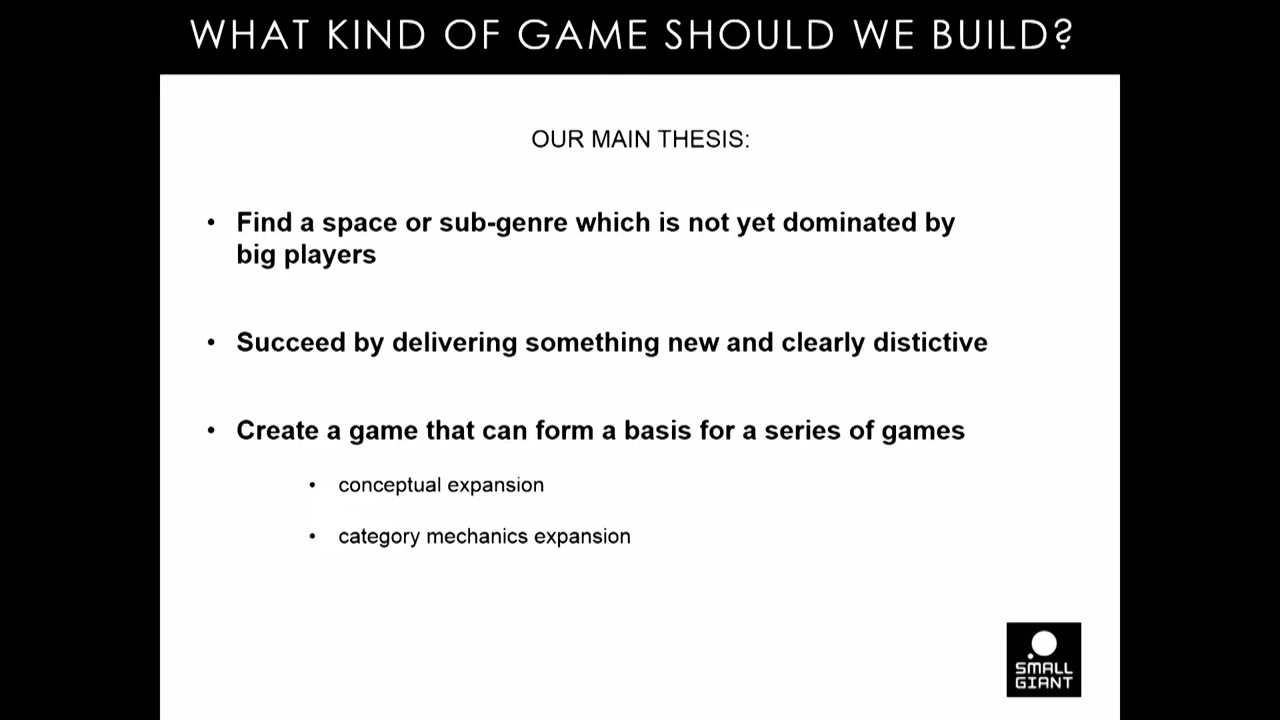 WHAT KIND OF GAME SHOULD WE BUILD?
OUR MAIN THESIS:
• Find a space or sub-genre which is not yet dominated by
big players
• Succeed by delivering something new and clearly distictive
• Create a game that can form a basis for a series of games
• conceptual expansion
• category mechanics expansion
SMALL
GIANT